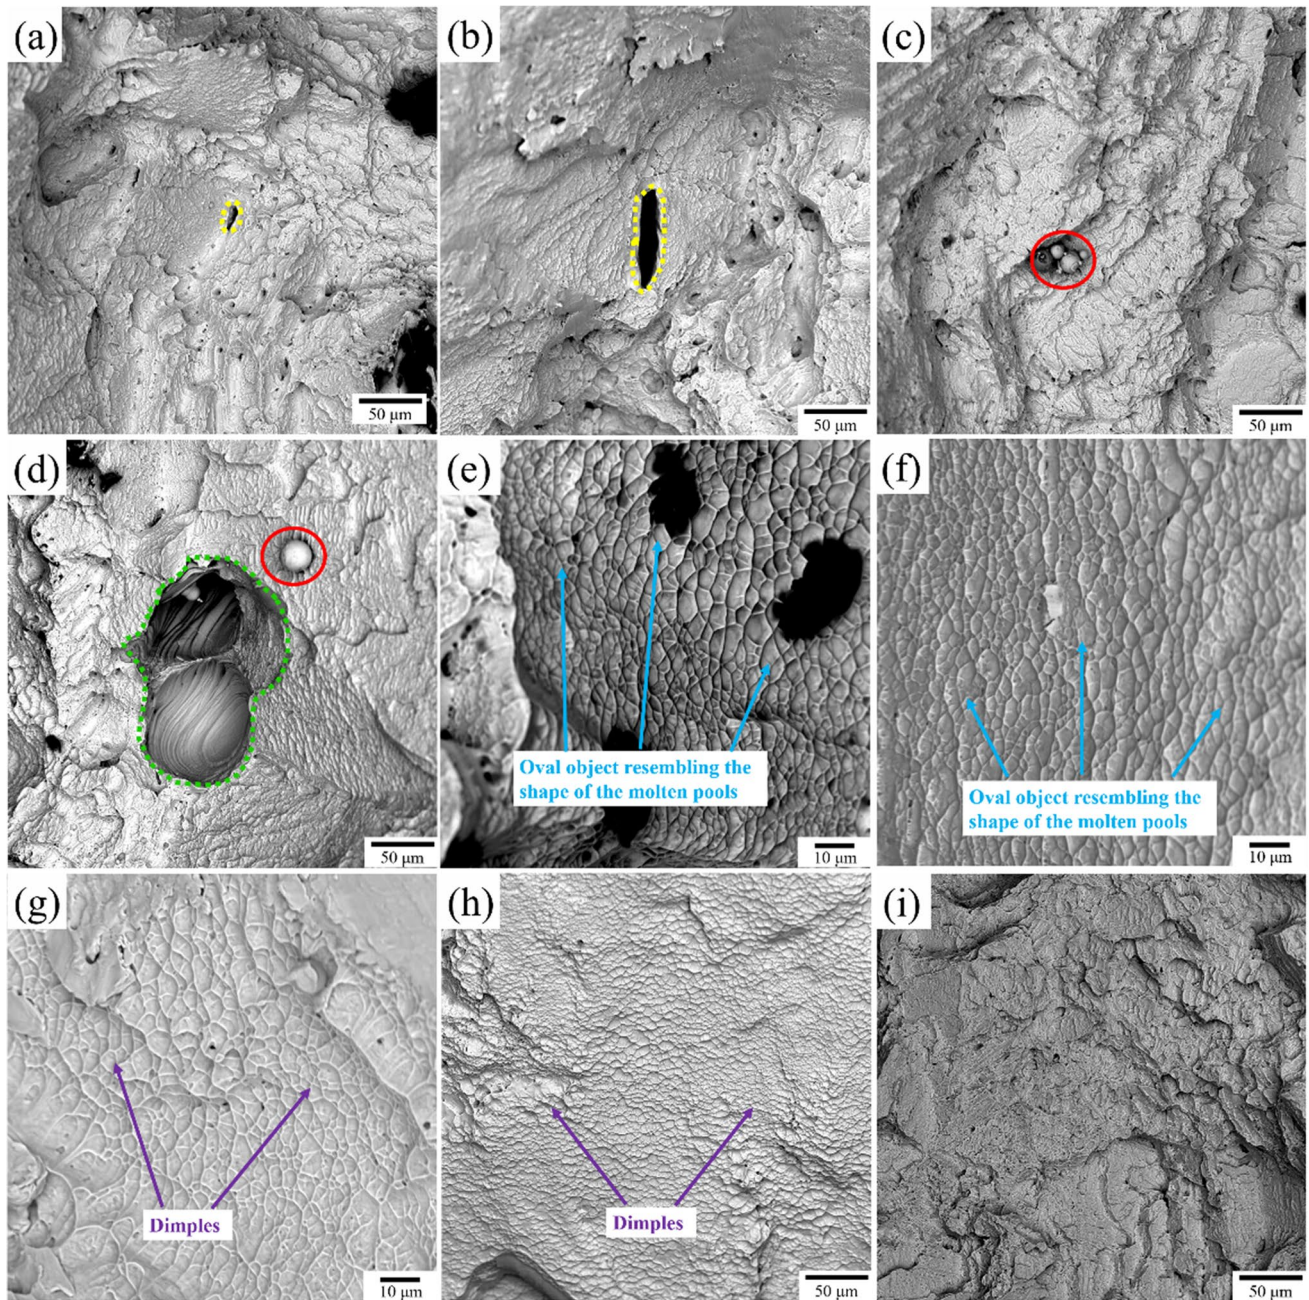 (a)
(b)
(c)
50 μm
50 μm
50 μm
(d)
(e)
(f)
Oval object resembling the
shape of the molten pools
Oval object resembling the
shape of the molten pools
50 μm
10 μm
10 μm
(g)
(h)
(i)
Dimples
Dimples
10 μm
50 μm
50 μm